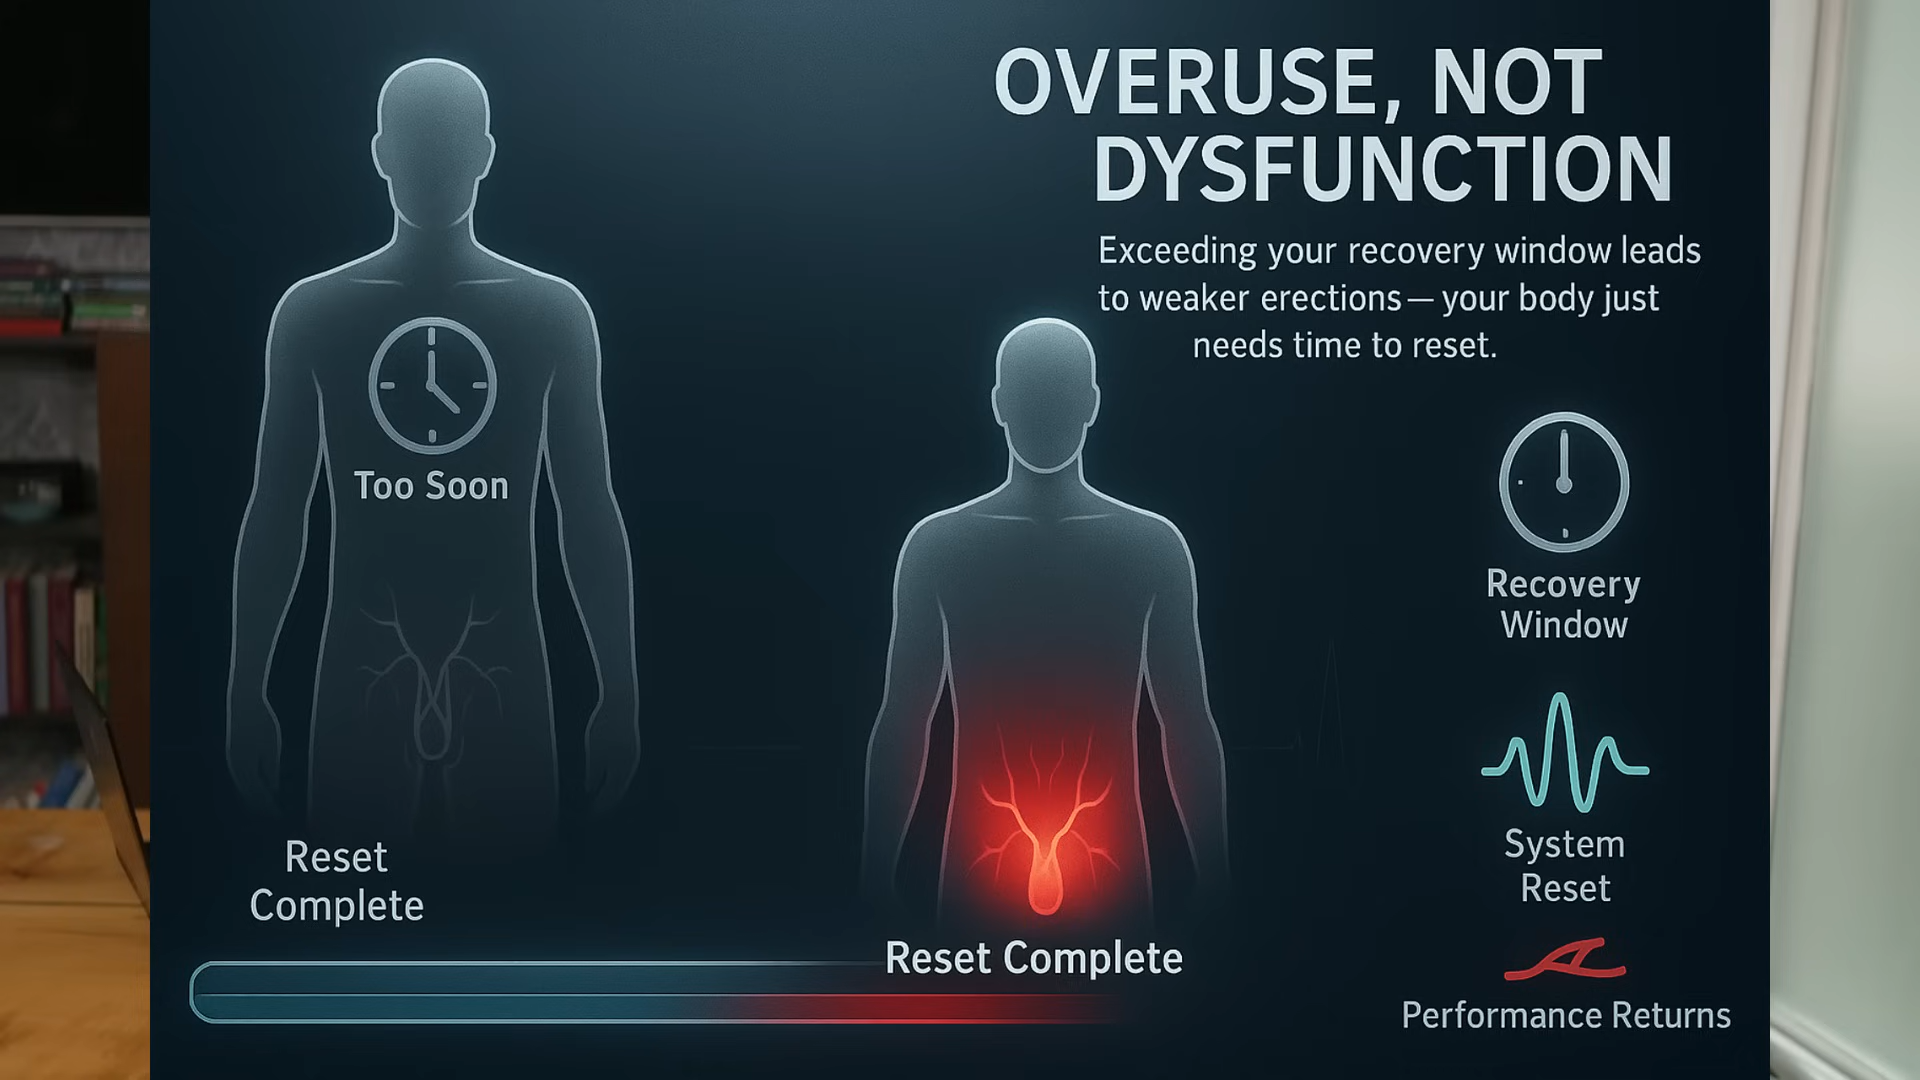 OVERUSE, NOT
DYSFUNCTION
Exceeding your recovery window leads
to weaker erections — your body just
needs time to reset.
Too Soon
Reset
Complete
Reset Complete
Recovery
Window
System
Reset
Performance Returns